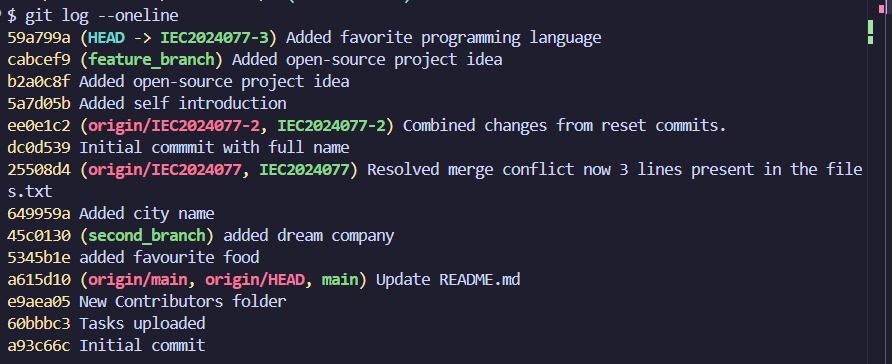 $ git log --oneline
59a799a (HEAD -> IEC2024077-3) Added favorite programming language
cabcef9 (feature_branch) Added open-source project idea
b2a0c8f Added open-source project idea
5a7d05b Added self introduction
ee0e1c2 (origin/IEC2024077-2, IEC2024077-2) Combined changes from reset commits.
dc0d539 Initial commmit with full name
25508d4 (origin/IEC2024077, IEC2024077) Resolved merge conflict now 3 lines present in the file
s.txt
649959a Added city name
45c0130 (second_branch) added dream company
5345b1e added favourite food
a615d10 (origin/main, origin/HEAD, main) Update README.md
e9aea05 New Contributors folder
60bbbc3 Tasks uploaded
a93c66c Initial commit